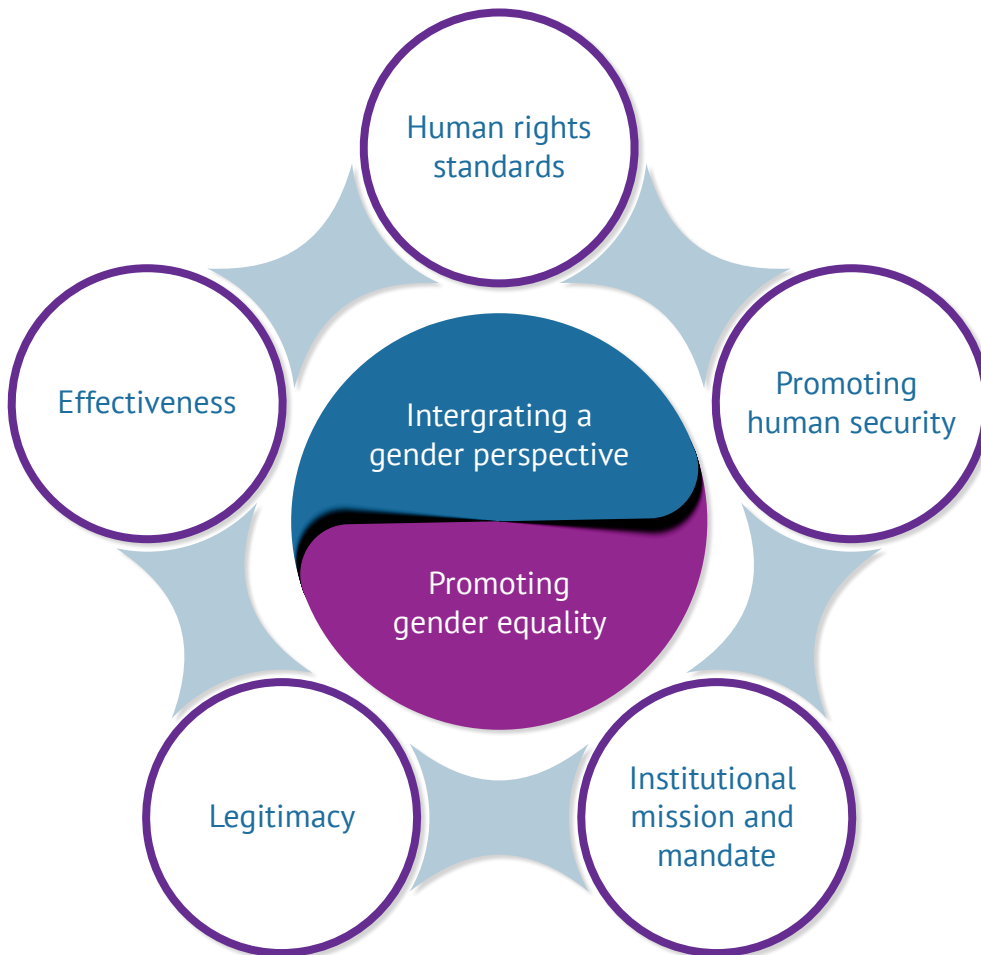 Human rights
standards
Effectiveness
Promoting
human security
Intergrating a
gender perspective
Promoting
gender equality
Legitimacy
Institutional
mission and
mandate